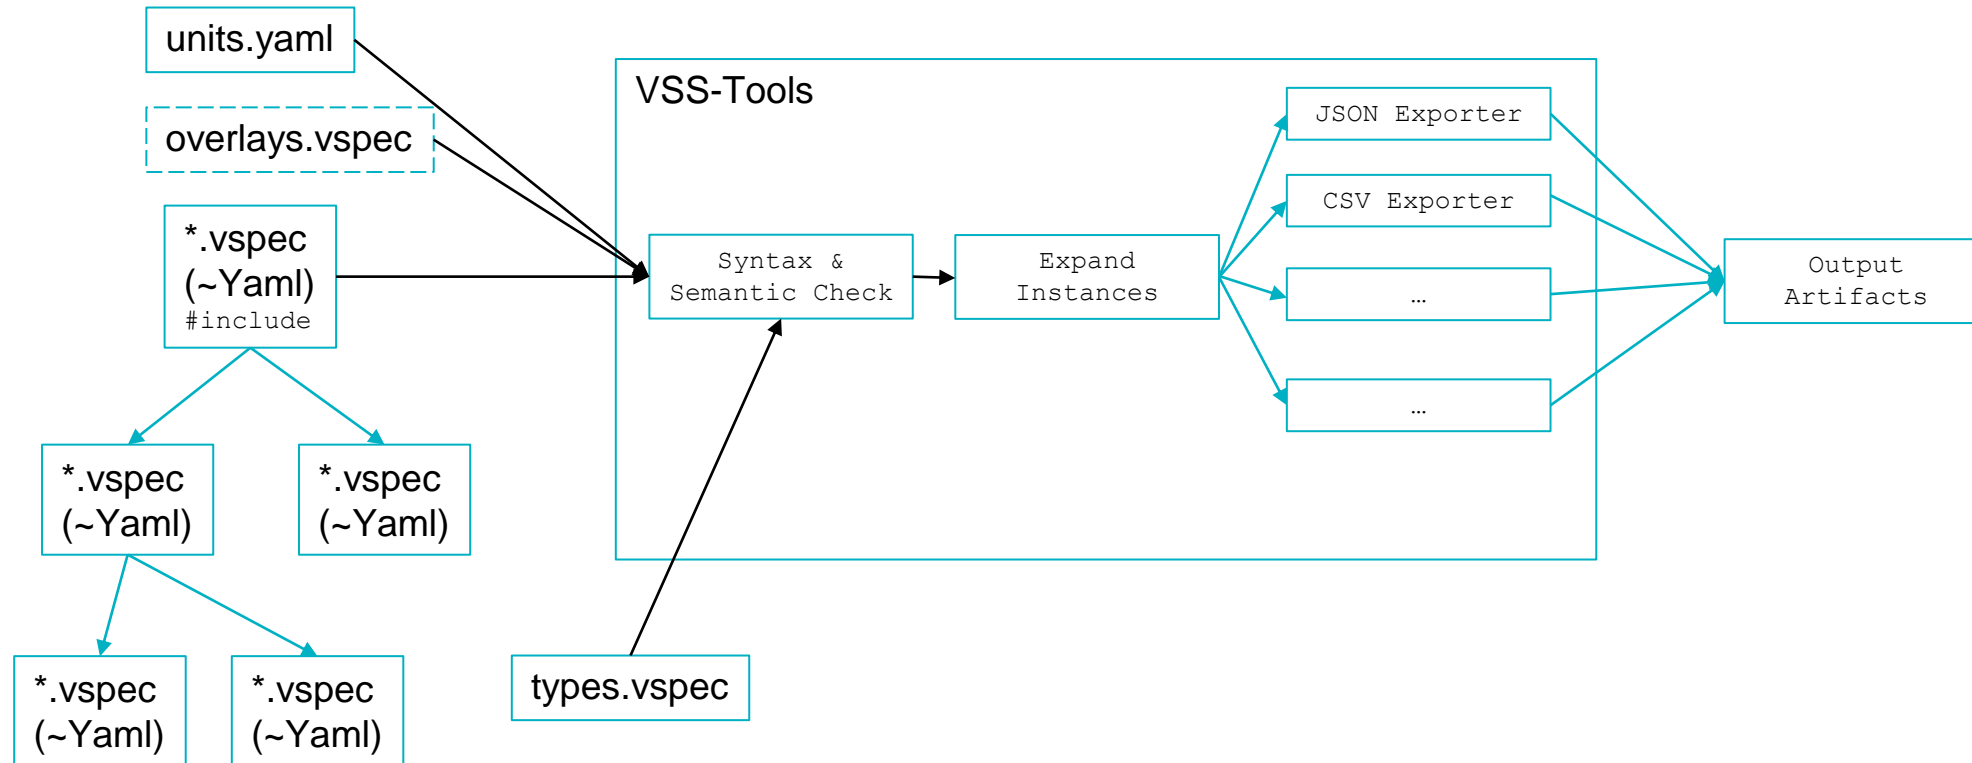 units.yaml
overlays.vspec
*.vspec
(~Yaml)
#include
*.vspec
(~Yaml)
*.vspec
(~Yaml)
*.vspec
(~Yaml)
*.vspec
(~Yaml)
types.vspec
VSS-Tools
Syntax &
Semantic Check
Expand
Instances
JSON Exporter
CSV Exporter
…
…
Output
Artifacts